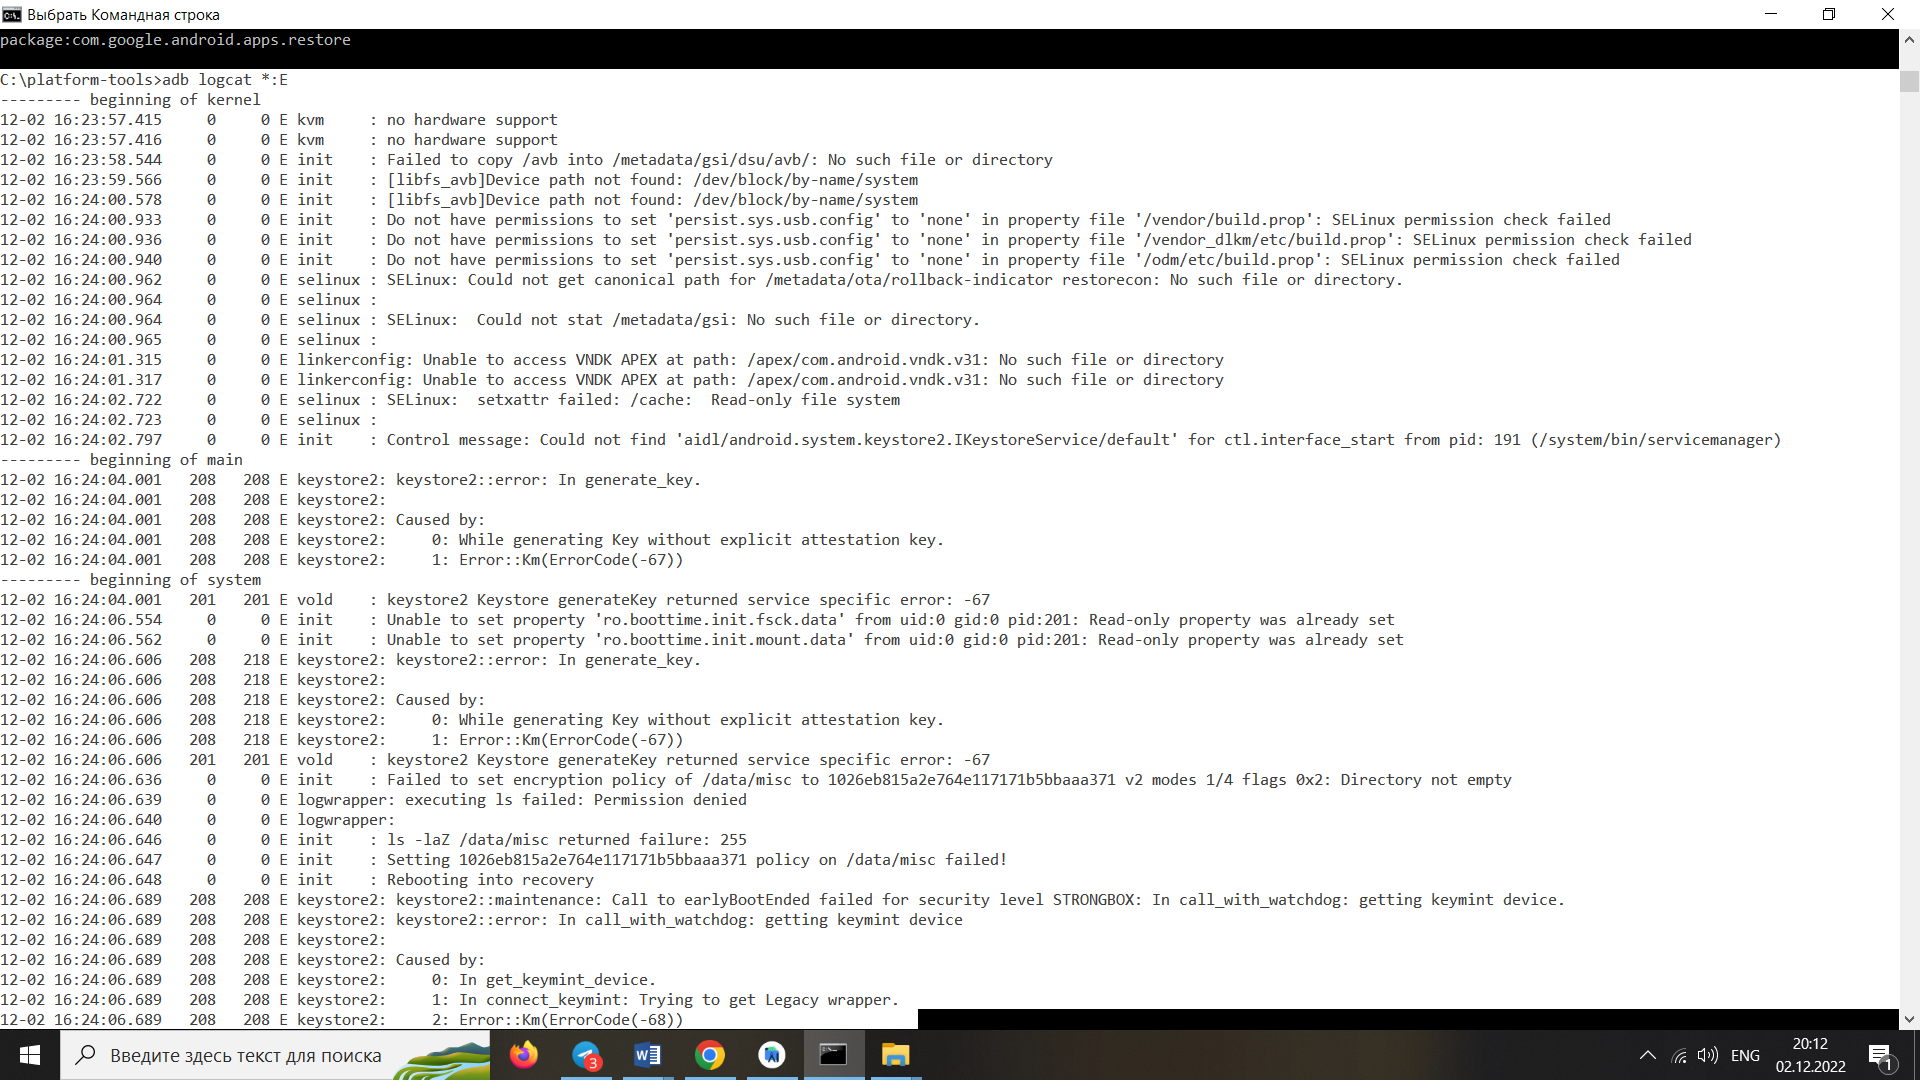 Выбрать Командная строка
package:com.google.android.apps.restore
C:\platform-tools>adb logcat *:E
--------- beginning of kernel
12-02 16:23:57.415     0     0 E kvm     : no hardware support
12-02 16:23:57.416     0     0 E kvm     : no hardware support
12-02 16:23:58.544     0     0 E init    : Failed to copy /avb into /metadata/gsi/dsu/avb/: No such file or directory
12-02 16:23:59.566     0     0 E init    : [libfs_avb]Device path not found: /dev/block/by-name/system
12-02 16:24:00.578     0     0 E init    : [libfs_avb]Device path not found: /dev/block/by-name/system
12-02 16:24:00.933     0     0 E init    : Do not have permissions to set 'persist.sys.usb.config' to 'none' in property file '/vendor/build.prop': SELinux permission check failed
12-02 16:24:00.936     0     0 E init    : Do not have permissions to set 'persist.sys.usb.config' to 'none' in property file '/vendor_dlkm/etc/build.prop': SELinux permission check failed
12-02 16:24:00.940     0     0 E init    : Do not have permissions to set 'persist.sys.usb.config' to 'none' in property file '/odm/etc/build.prop': SELinux permission check failed
12-02 16:24:00.962     0     0 E selinux : SELinux: Could not get canonical path for /metadata/ota/rollback-indicator restorecon: No such file or directory.
12-02 16:24:00.964     0     0 E selinux :
12-02 16:24:00.964     0     0 E selinux : SELinux:  Could not stat /metadata/gsi: No such file or directory.
12-02 16:24:00.965     0     0 E selinux :
12-02 16:24:01.315     0     0 E linkerconfig: Unable to access VNDK APEX at path: /apex/com.android.vndk.v31: No such file or directory
12-02 16:24:01.317     0     0 E linkerconfig: Unable to access VNDK APEX at path: /apex/com.android.vndk.v31: No such file or directory
12-02 16:24:02.722     0     0 E selinux : SELinux:  setxattr failed: /cache:  Read-only file system
12-02 16:24:02.723     0     0 E selinux :
12-02 16:24:02.797     0     0 E init    : Control message: Could not find 'aidl/android.system.keystore2.IKeystoreService/default' for ctl.interface_start from pid: 191 (/system/bin/servicemanager)
--------- beginning of main
12-02 16:24:04.001   208   208 E keystore2: keystore2::error: In generate_key.
12-02 16:24:04.001   208   208 E keystore2:
12-02 16:24:04.001   208   208 E keystore2: Caused by:
12-02 16:24:04.001   208   208 E keystore2:     0: While generating Key without explicit attestation key.
12-02 16:24:04.001   208   208 E keystore2:     1: Error::Km(ErrorCode(-67))
--------- beginning of system
12-02 16:24:04.001   201   201 E vold    : keystore2 Keystore generateKey returned service specific error: -67
12-02 16:24:06.554     0     0 E init    : Unable to set property 'ro.boottime.init.fsck.data' from uid:0 gid:0 pid:201: Read-only property was already set
12-02 16:24:06.562     0     0 E init    : Unable to set property 'ro.boottime.init.mount.data' from uid:0 gid:0 pid:201: Read-only property was already set
12-02 16:24:06.606   208   218 E keystore2: keystore2::error: In generate_key.
12-02 16:24:06.606   208   218 E keystore2:
12-02 16:24:06.606   208   218 E keystore2: Caused by:
12-02 16:24:06.606   208   218 E keystore2:     0: While generating Key without explicit attestation key.
12-02 16:24:06.606   208   218 E keystore2:     1: Error::Km(ErrorCode(-67))
12-02 16:24:06.606   201   201 E vold    : keystore2 Keystore generateKey returned service specific error: -67
12-02 16:24:06.636     0     0 E init    : Failed to set encryption policy of /data/misc to 1026eb815a2e764e117171b5bbaaa371 v2 modes 1/4 flags 0x2: Directory not empty
12-02 16:24:06.639     0     0 E logwrapper: executing ls failed: Permission denied
12-02 16:24:06.640     0     0 E logwrapper:
12-02 16:24:06.646     0     0 E init    : ls -laZ /data/misc returned failure: 255
12-02 16:24:06.647     0     0 E init    : Setting 1026eb815a2e764e117171b5bbaaa371 policy on /data/misc failed!
12-02 16:24:06.648     0     0 E init    : Rebooting into recovery
12-02 16:24:06.689   208   208 E keystore2: keystore2::maintenance: Call to earlyBootEnded failed for security level STRONGBOX: In call_with_watchdog: getting keymint device.
12-02 16:24:06.689   208   208 E keystore2: keystore2::error: In call_with_watchdog: getting keymint device
12-02 16:24:06.689   208   208 E keystore2:
12-02 16:24:06.689   208   208 E keystore2: Caused by:
12-02 16:24:06.689   208   208 E keystore2:     0: In get_keymint_device.
12-02 16:24:06.689   208   208 E keystore2:     1: In connect_keymint: Trying to get Legacy wrapper.
12-02 16:24:06.689   208   208 E keystore2:     2: Error::Km(ErrorCode(-68))
Введите здесь текст для поиска
3
ENG
20:12
02.12.2022
1